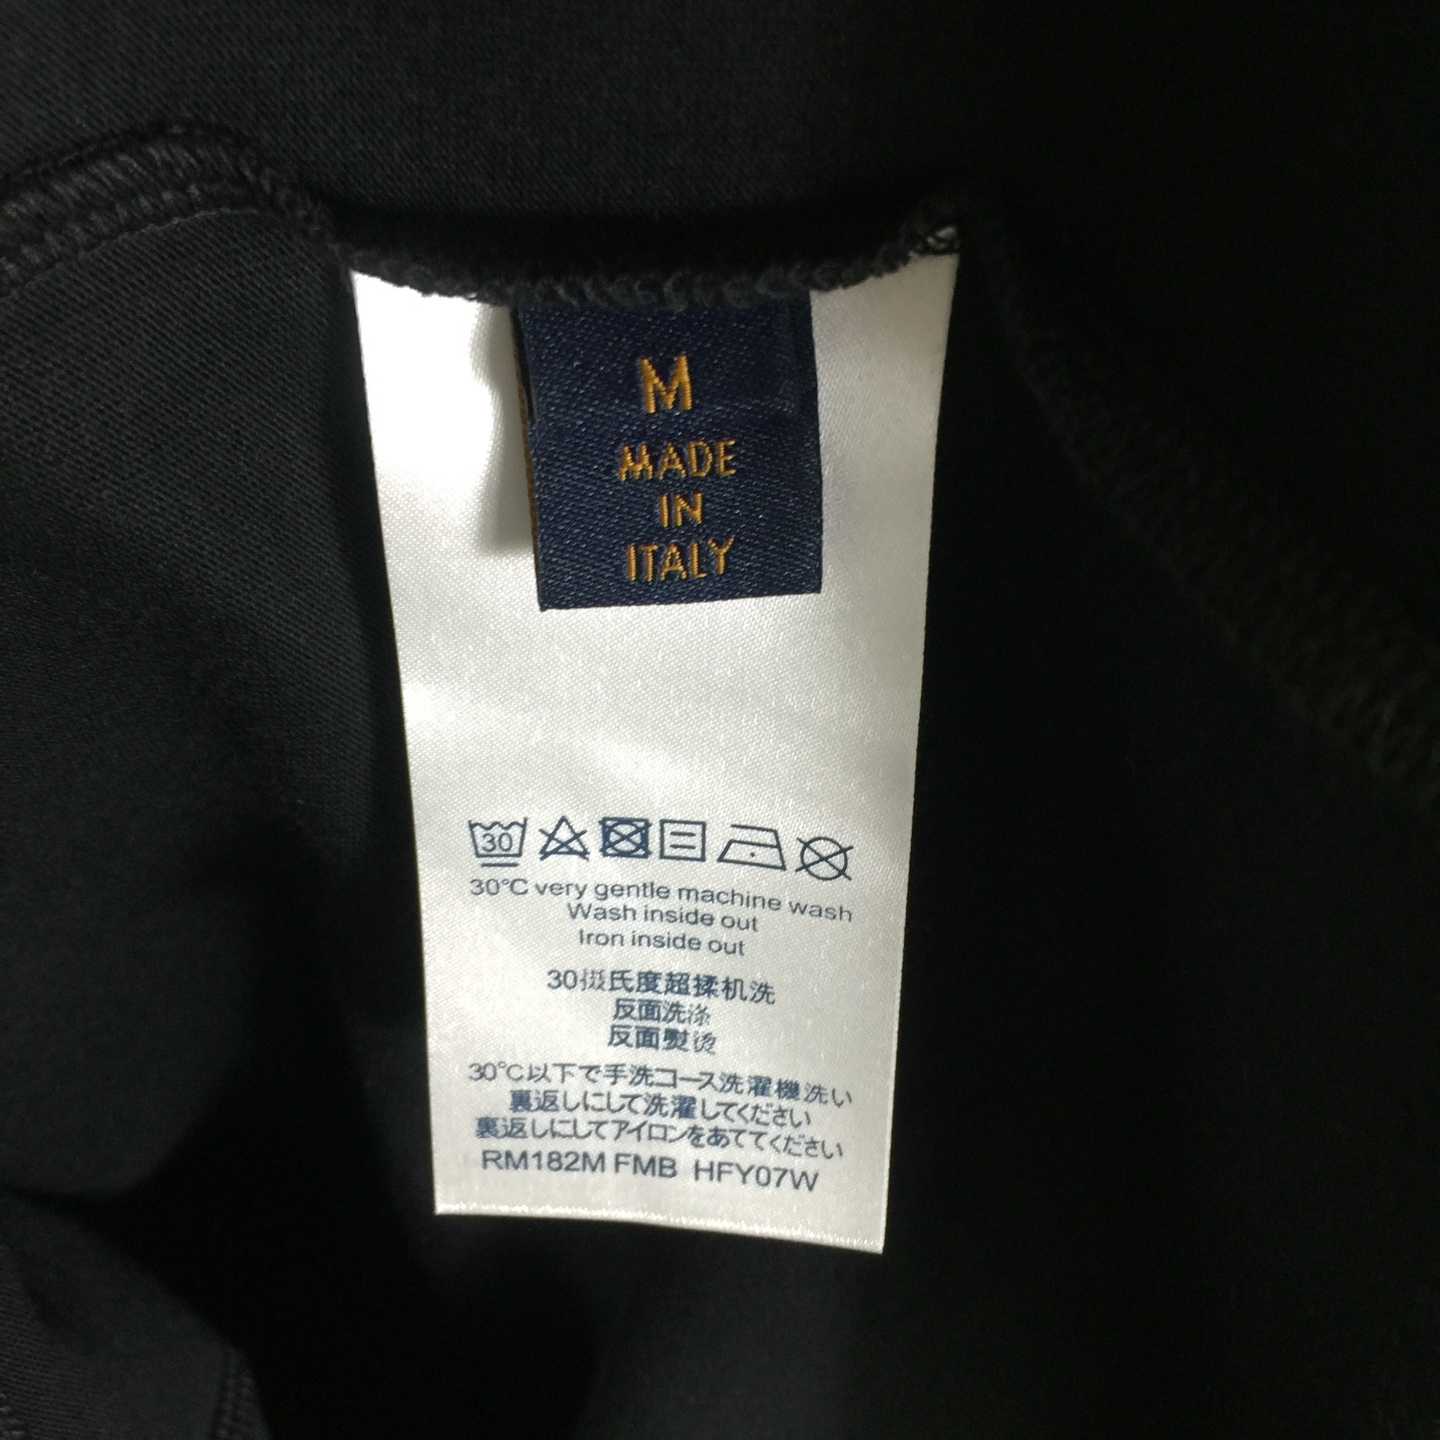 M
MADE
IN
ITALY
30
30°C very gentle machine wash
Wash inside out
Iron inside out
30摄氏度超揉机洗
反面洗涤
反面熨烫
30°C以下で手洗コース洗濯機洗い
裏返しにして洗濯してください
裏返しにしてアイロンをあててください
RM182M FMB HFY07W